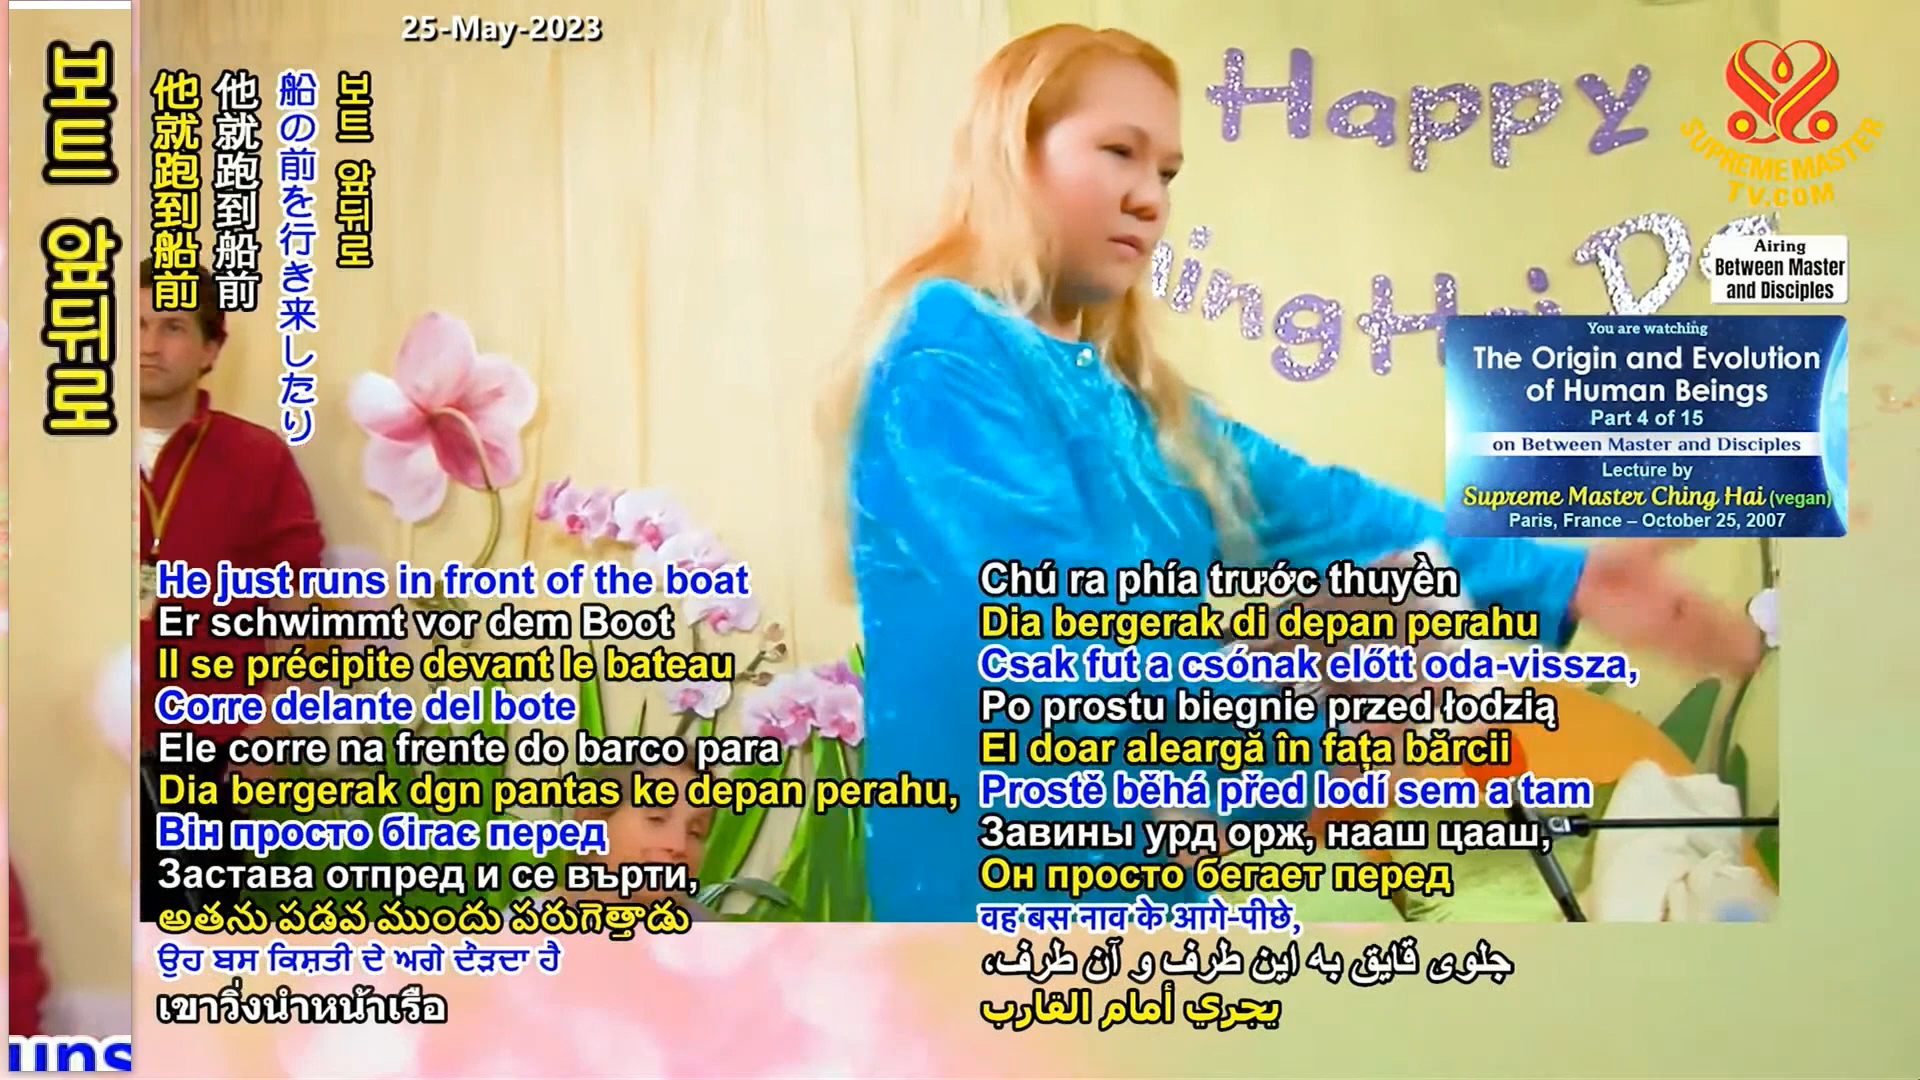 보트 앞뒤로
25-May-2023
他就跑到船前
他就跑到船前
船の前を行き来したり
보트 앞뒤로
Happy
Ching Hai Da
SUPREME MASTER
TV.COM
Airing
Between Master
and Disciples
You are watching
The Origin and Evolution
of Human Beings
Part 4 of 15
on Between Master and Disciples
Lecture by
Supreme Master Ching Hai (vegan)
Paris, France – October 25, 2007
He just runs in front of the boat
Er schwimmt vor dem Boot
Il se précipite devant le bateau
Corre delante del bote
Ele corre na frente do barco para
Dia bergerak dgn pantas ke depan perahu,
Він просто бігає перед
Застава отпред и се върти,
అతను పడవ ముందు పరుగెత్తాడు
ਉਹ ਬਸ ਕਿਸ਼ਤੀ ਦੇ ਅਗੇ ਦੌੜਦਾ ਹੈ
เขาวิ่งนำหน้าเรือ
Chú ra phía trước thuyền
Dia bergerak di depan perahu
Csak fut a csónak előtt oda-vissza,
Po prostu biegnie przed łodzią
El doar aleargă în fața bărcii
Prostě běhá před lodí sem a tam
Завины урд орж, нааш цааш,
Он просто бегает перед
वह बस नाव के आगे-पीछे,
جلوی قایق به این طرف و آن طرف،
يجري أمام القارب
uns